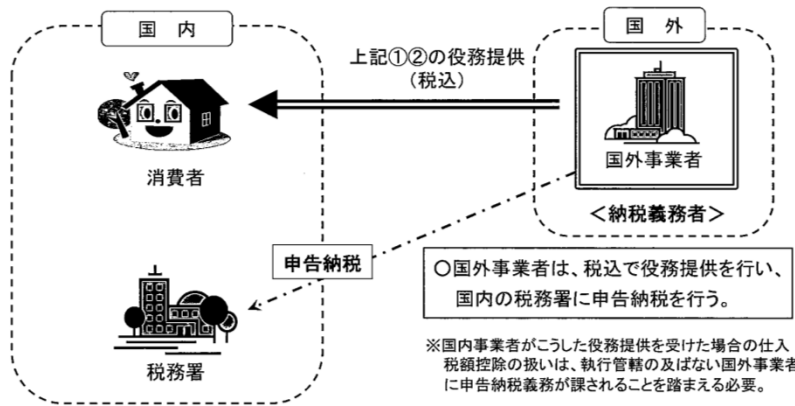 国　内
国　外
上記①②の役務提供
（税込）
消費者
国外事業者
＜納税義務者＞
申告納税
税務署
○国外事業者は、税込で役務提供を行い、
国内の税務署に申告納税を行う。
※国内事業者がこうした役務提供を受けた場合の仕入
税額控除の扱いは、執行管轄の及ばない国外事業者
に申告納税義務が課されることを踏まえる必要。